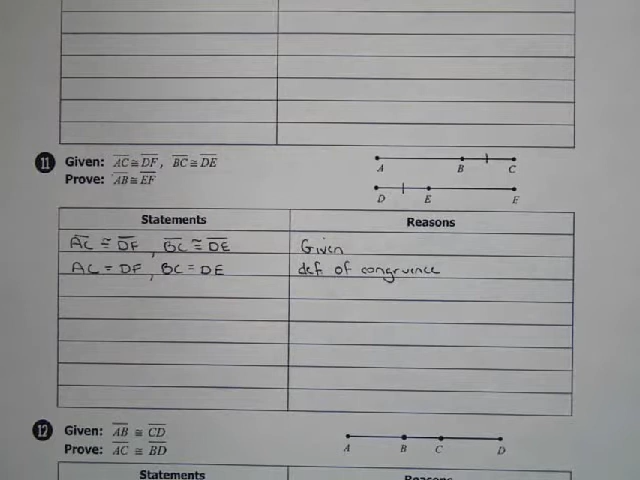 11 Given: AC ≅ DF, BC ≅ DE
Prove: AB ≅ EF
A B C
D E F
Statements Reasons
AC ≅ DF, BC ≅ DE Given
AC = DF, BC = DE def. of congruence
12 Given: AB ≅ CD
Prove: AC ≅ BD
A B C D
Statements Reasons